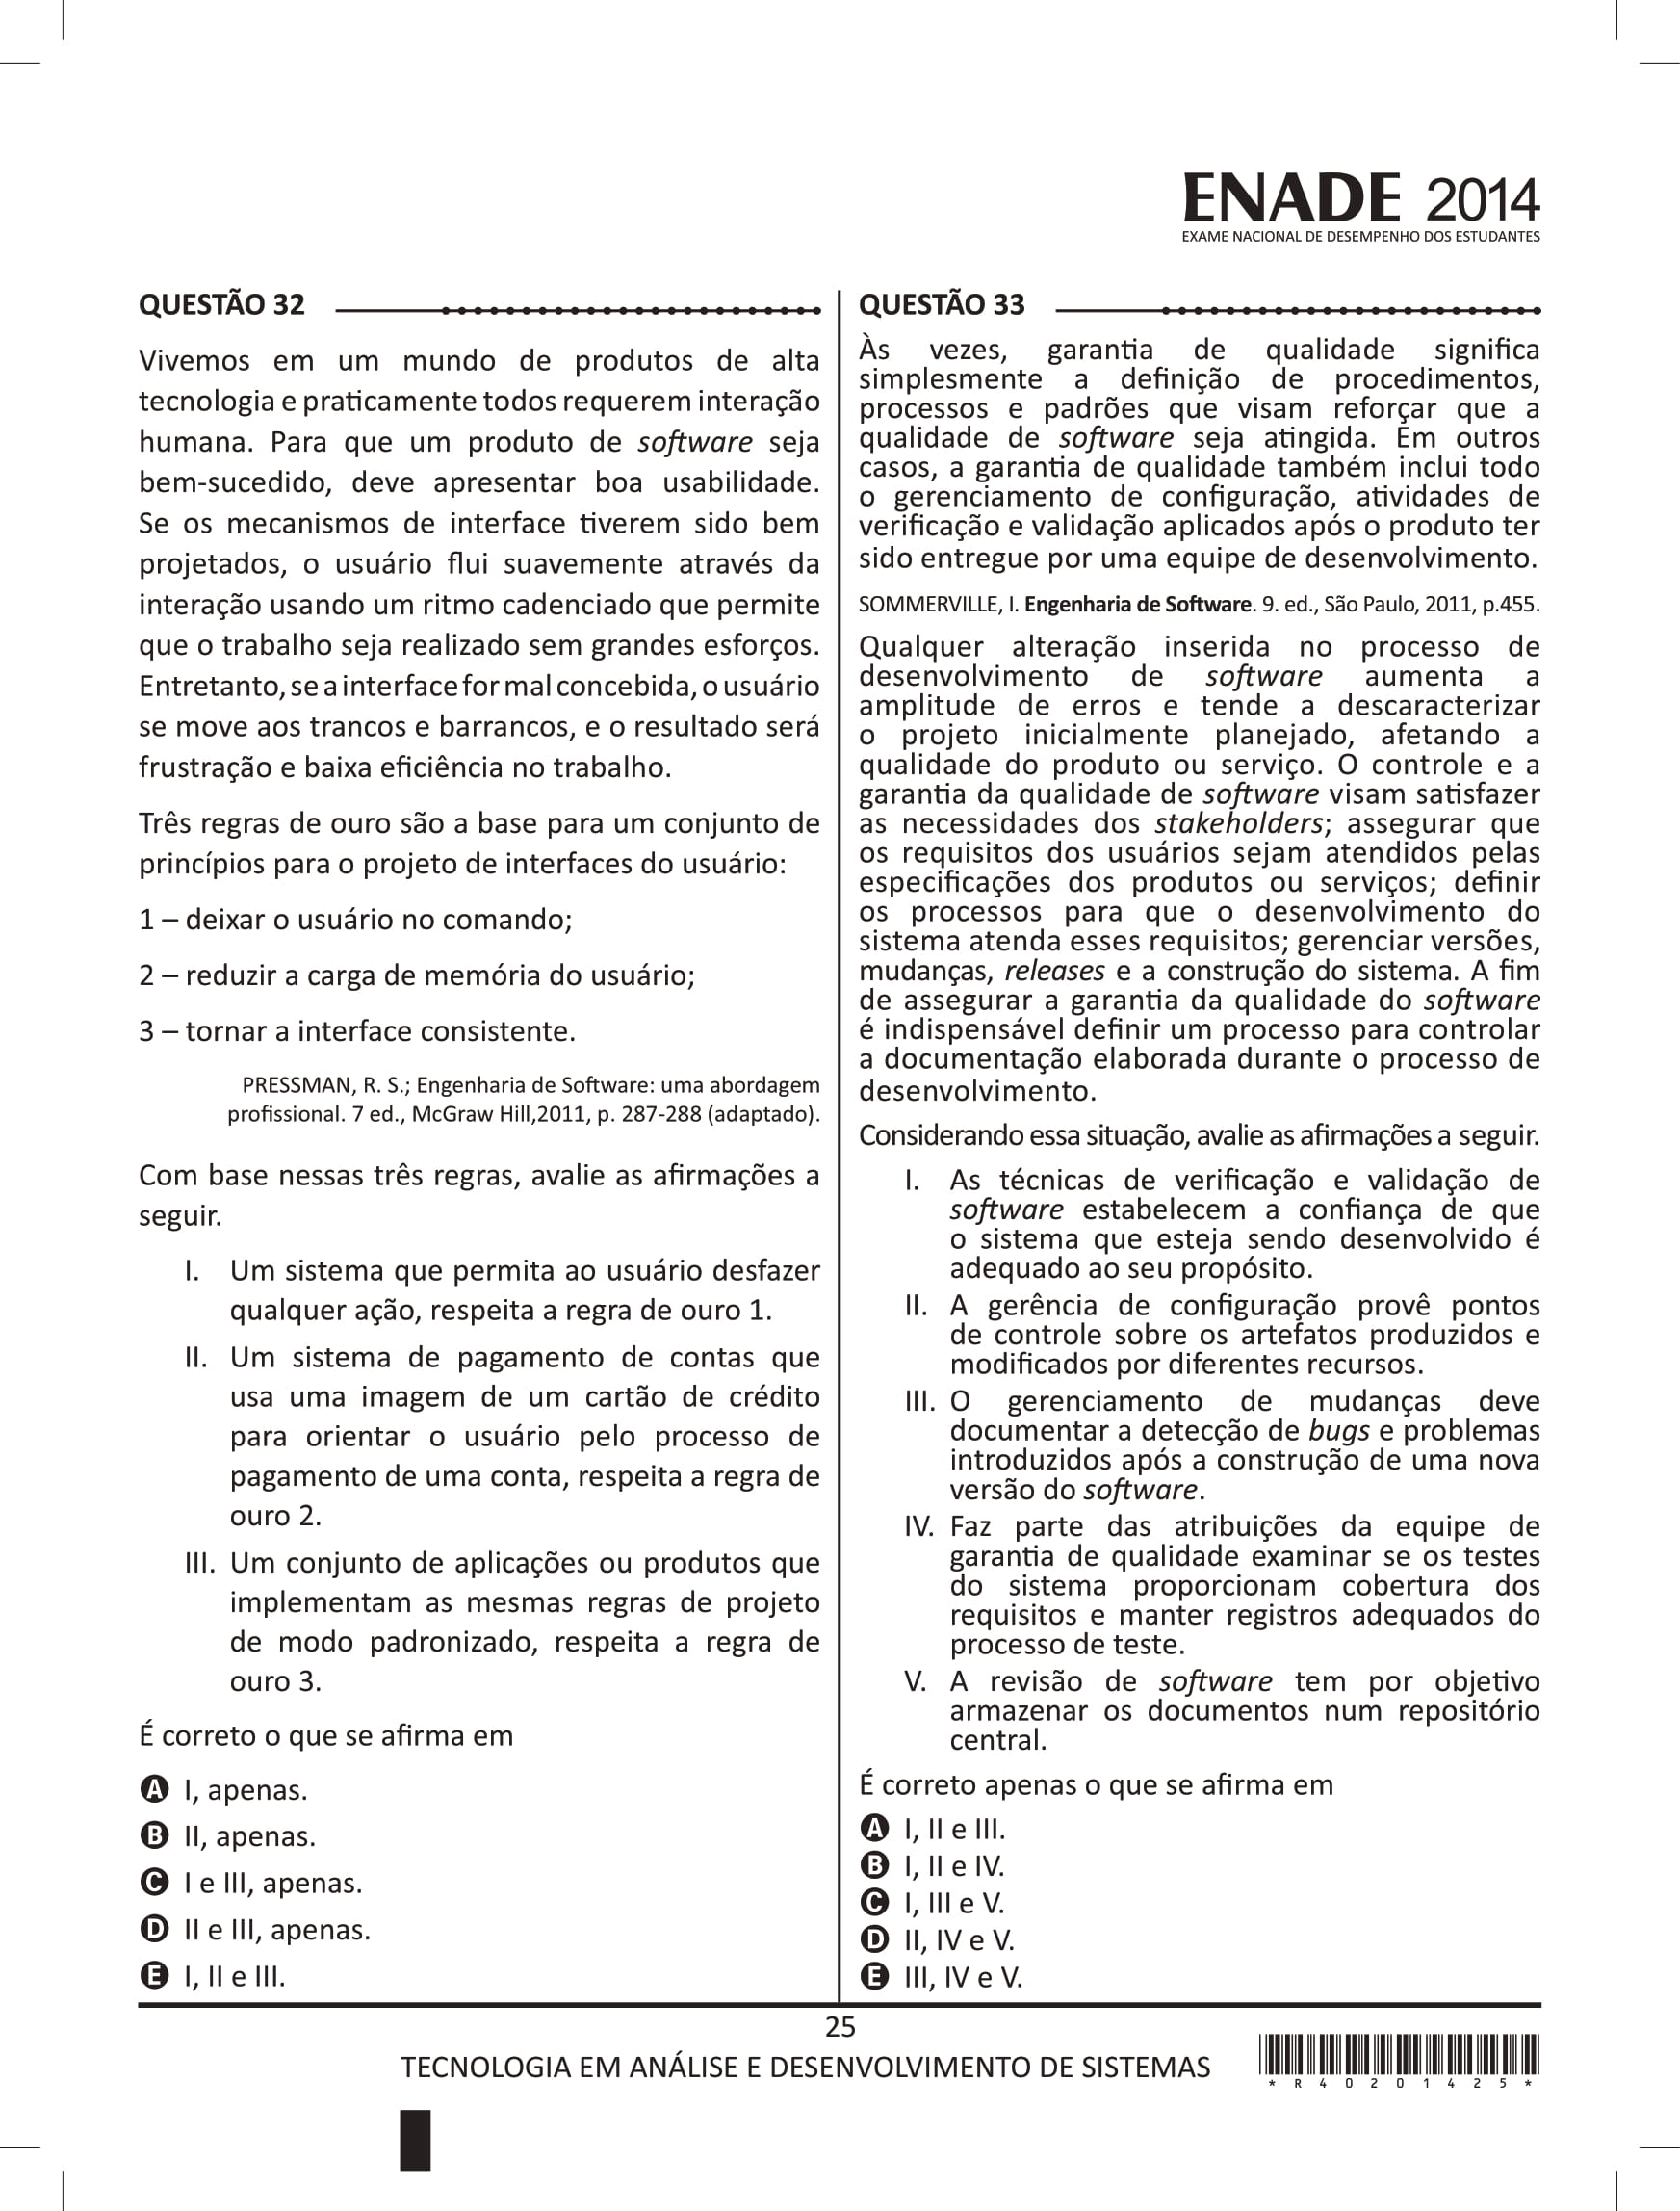 ENADE 2014
EXAME NACIONAL DE DESEMPENHO DOS ESTUDANTES
QUESTÃO 32
Vivemos em um mundo de produtos de alta
tecnologia e praticamente todos requerem interação
humana. Para que um produto de software seja
bem-sucedido, deve apresentar boa usabilidade.
Se os mecanismos de interface tiverem sido bem
projetados, o usuário flui suavemente através da
interação usando um ritmo cadenciado que permite
que o trabalho seja realizado sem grandes esforços.
Entretanto, se a interface for mal concebida, o usuário
se move aos trancos e barrancos, e o resultado será
frustração e baixa eficiência no trabalho.
Três regras de ouro são a base para um conjunto de
princípios para o projeto de interfaces do usuário:
1 – deixar o usuário no comando;
2 – reduzir a carga de memória do usuário;
3 – tornar a interface consistente.
PRESSMAN, R. S.; Engenharia de Software: uma abordagem
profissional. 7 ed., McGraw Hill,2011, p. 287-288 (adaptado).
Com base nessas três regras, avalie as afirmações a
seguir.
I. Um sistema que permita ao usuário desfazer
qualquer ação, respeita a regra de ouro 1.
II. Um sistema de pagamento de contas que
usa uma imagem de um cartão de crédito
para orientar o usuário pelo processo de
pagamento de uma conta, respeita a regra de
ouro 2.
III. Um conjunto de aplicações ou produtos que
implementam as mesmas regras de projeto
de modo padronizado, respeita a regra de
ouro 3.
É correto o que se afirma em
A I, apenas.
B II, apenas.
C I e III, apenas.
D II e III, apenas.
E I, II e III.
QUESTÃO 33
Às vezes, garantia de qualidade significa
simplesmente a definição de procedimentos,
processos e padrões que visam reforçar que a
qualidade de software seja atingida. Em outros
casos, a garantia de qualidade também inclui todo
o gerenciamento de configuração, atividades de
verificação e validação aplicados após o produto ter
sido entregue por uma equipe de desenvolvimento.
SOMMERVILLE, I. Engenharia de Software. 9. ed., São Paulo, 2011, p.455.
Qualquer alteração inserida no processo de
desenvolvimento de software aumenta a
amplitude de erros e tende a descaracterizar
o projeto inicialmente planejado, afetando a
qualidade do produto ou serviço. O controle e a
garantia da qualidade de software visam satisfazer
as necessidades dos stakeholders; assegurar que
os requisitos dos usuários sejam atendidos pelas
especificações dos produtos ou serviços; definir
os processos para que o desenvolvimento do
sistema atenda esses requisitos; gerenciar versões,
mudanças, releases e a construção do sistema. A fim
de assegurar a garantia da qualidade do software
é indispensável definir um processo para controlar
a documentação elaborada durante o processo de
desenvolvimento.
Considerando essa situação, avalie as afirmações a seguir.
I. As técnicas de verificação e validação de
software estabelecem a confiança de que
o sistema que esteja sendo desenvolvido é
adequado ao seu propósito.
II. A gerência de configuração provê pontos
de controle sobre os artefatos produzidos e
modificados por diferentes recursos.
III. O gerenciamento de mudanças deve
documentar a detecção de bugs e problemas
introduzidos após a construção de uma nova
versão do software.
IV. Faz parte das atribuições da equipe de
garantia de qualidade examinar se os testes
do sistema proporcionam cobertura dos
requisitos e manter registros adequados do
processo de teste.
V. A revisão de software tem por objetivo
armazenar os documentos num repositório
central.
É correto apenas o que se afirma em
A I, II e III.
B I, II e IV.
C I, III e V.
D II, IV e V.
E III, IV e V.
25
TECNOLOGIA EM ANÁLISE E DESENVOLVIMENTO DE SISTEMAS
* R 4 0 2 0 1 4 2 5 *